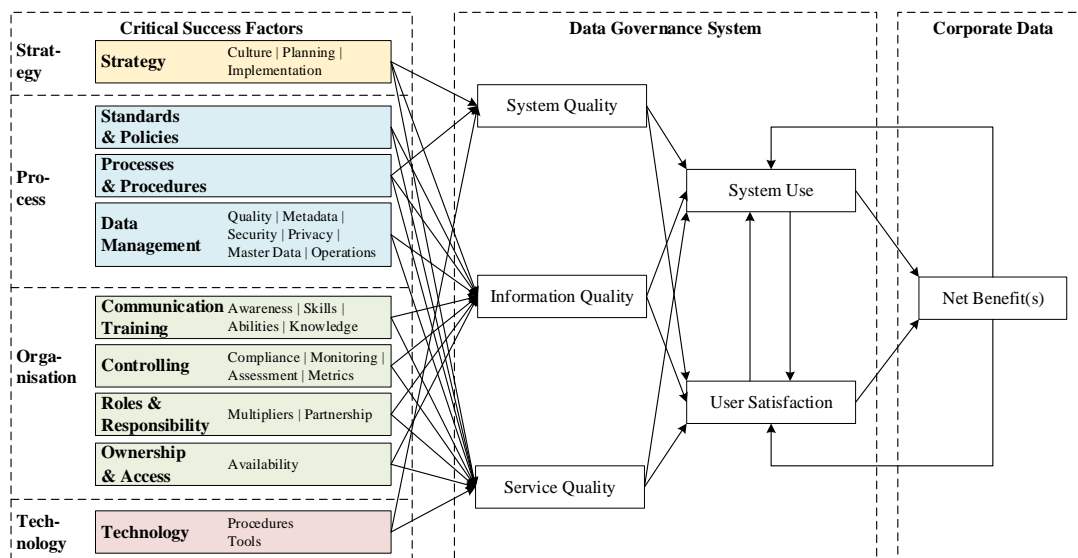 Critical Success Factors
Strat-
egy
Strategy
Culture | Planning |
Implementation
Pro-
cess
Standards
& Policies
Processes
& Procedures
Data
Management
Quality | Metadata |
Security | Privacy |
Master Data | Operations
Orga-
nisation
Communication
Training
Awareness | Skills |
Abilities | Knowledge
Controlling
Compliance | Monitoring |
Assessment | Metrics
Roles &
Responsibility
Multipliers | Partnership
Ownership
& Access
Availability
Tech-
nology
Technology
Procedures
Tools
Data Governance System
System Quality
Information Quality
Service Quality
System Use
User Satisfaction
Corporate Data
Net Benefit(s)